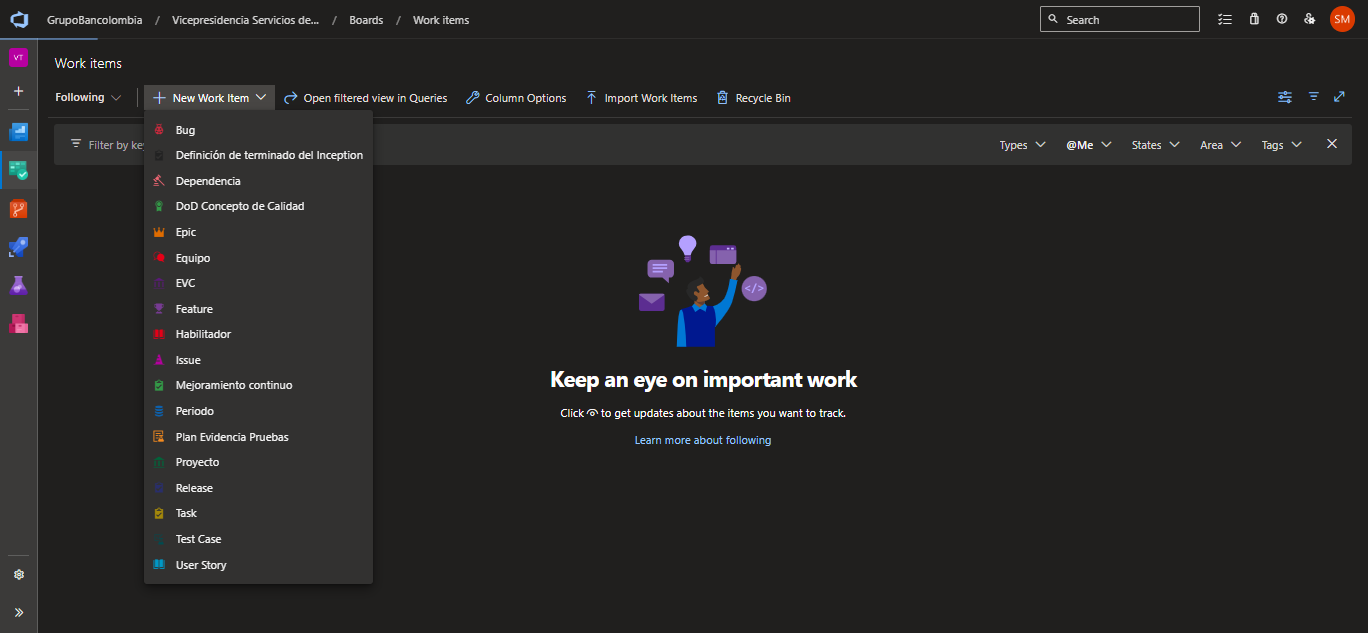 GrupoBancolombia / Vicepresidencia Servicios de... / Boards / Work items
Search
SM
VT
Work items
Following
New Work Item
Open filtered view in Queries
Column Options
Import Work Items
Recycle Bin
Filter by ke
Types
@Me
States
Area
Tags
Bug
Definición de terminado del Inception
Dependencia
DoD Concepto de Calidad
Epic
Equipo
EVC
Feature
Habilitador
Issue
Mejoramiento continuo
Periodo
Plan Evidencia Pruebas
Proyecto
Release
Task
Test Case
User Story
</>
Keep an eye on important work
Click to get updates about the items you want to track.
Learn more about following